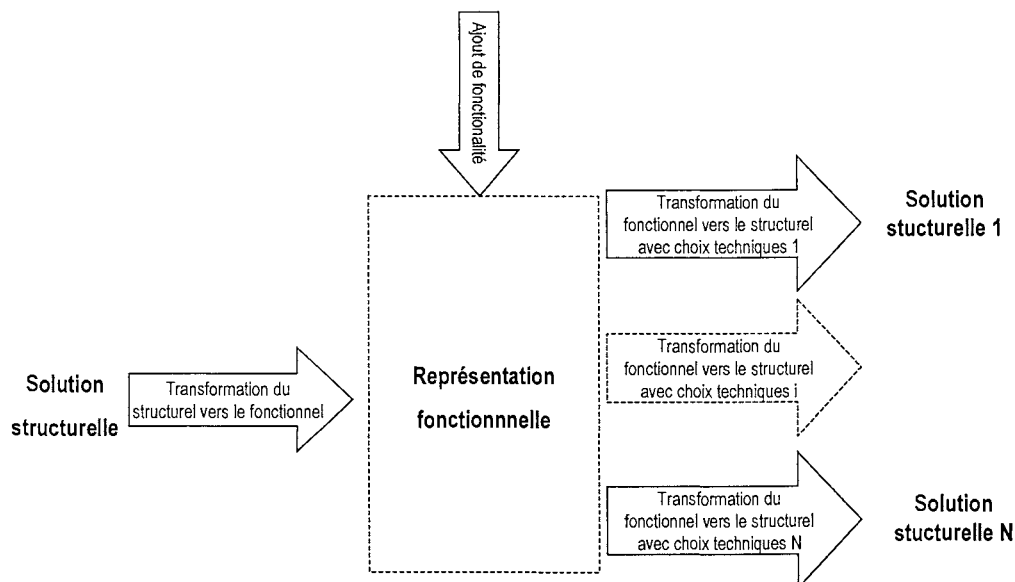 Ajout de
fonctionalité
Transformation du
fonctionnel vers le structurel
avec choix techniques 1
Solution
stucturelle 1
Solution
structurelle
Transformation du
structurel vers le fonctionnel
Représentation
fonctionnnelle
Transformation du
fonctionnel vers le structurel
avec choix techniques i
Transformation du
fonctionnel vers le structurel
avec choix techniques N
Solution
stucturelle N